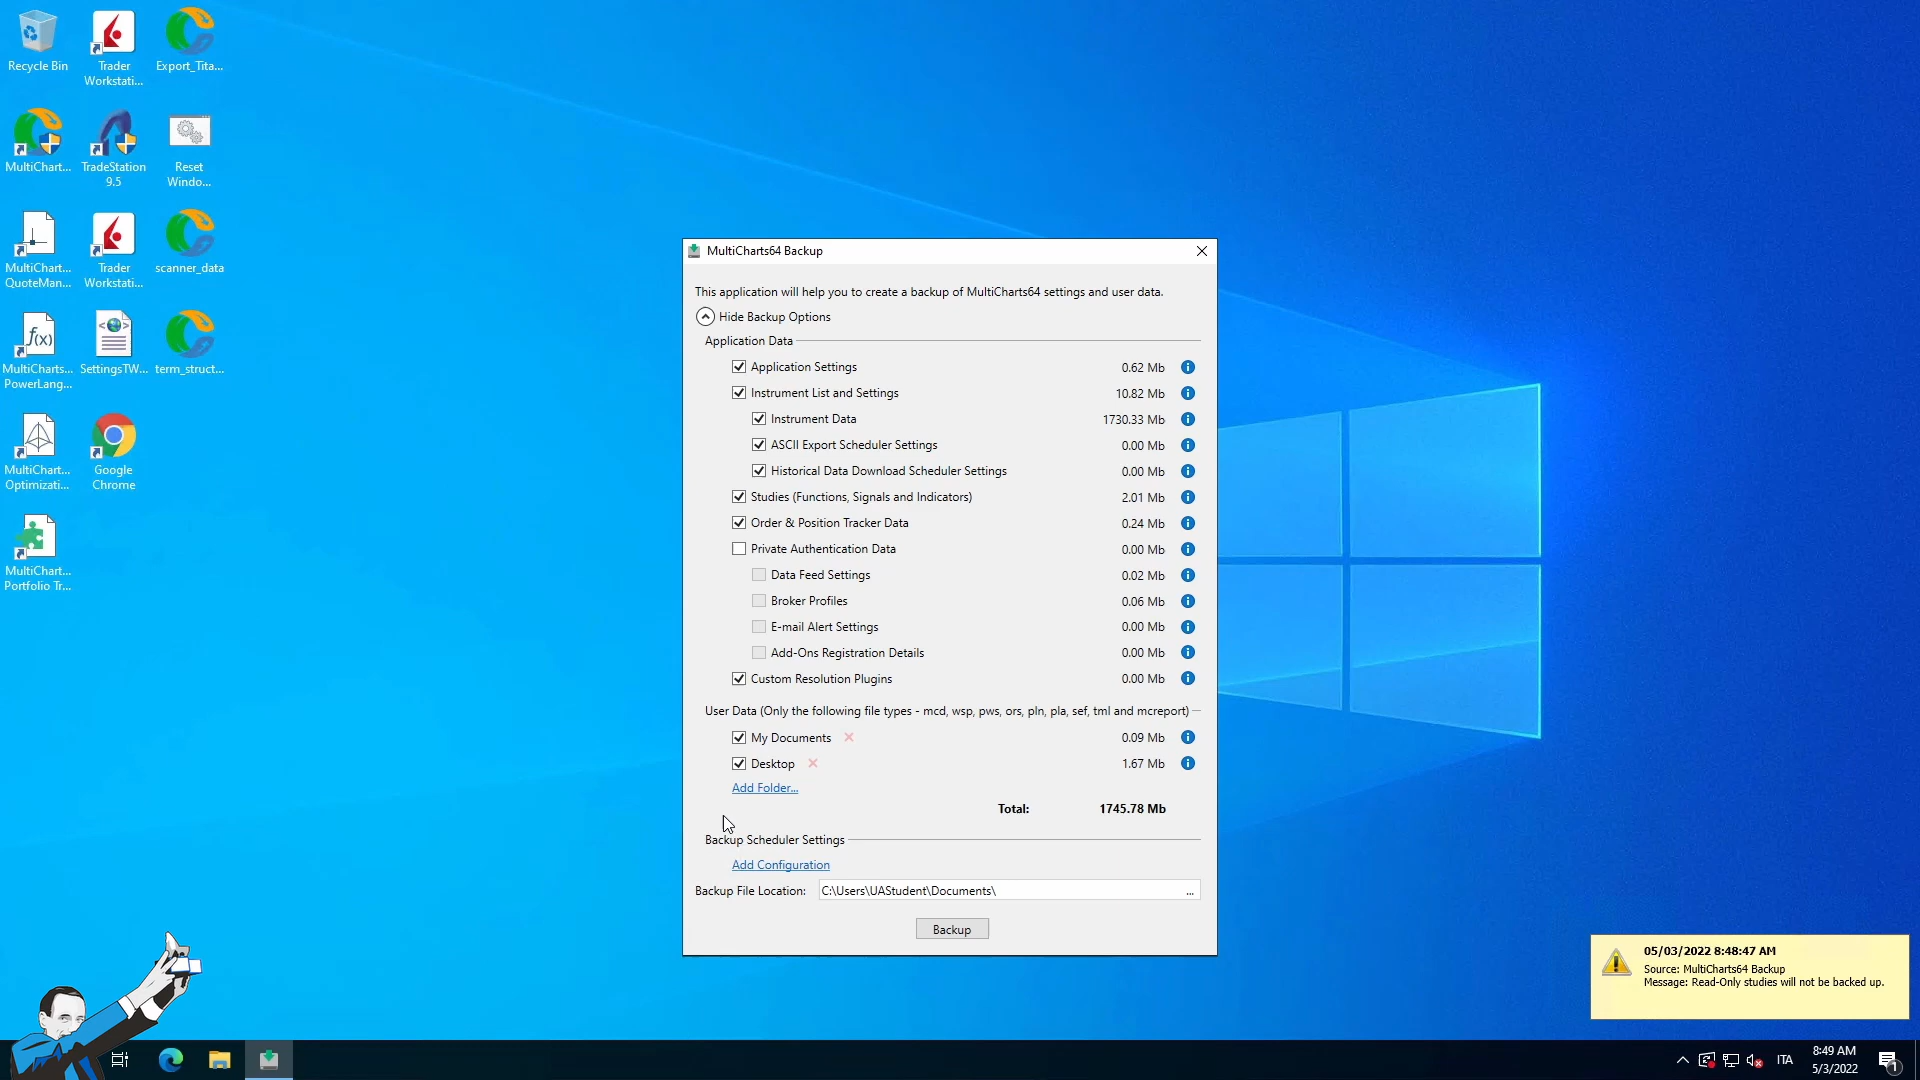 Recycle Bin
Trader
Workstati...
Export_Tita...
MultiChart...
TradeStation
9.5
Reset
Windo...
MultiChart...
QuoteMan...
Trader
Workstati...
scanner_data
MultiCharts...
PowerLang...
SettingsTW...
term_struct...
MultiChart...
Optimizati...
Google
Chrome
MultiChart...
Portfolio Tr...
MultiCharts64 Backup
This application will help you to create a backup of MultiCharts64 settings and user data.
Hide Backup Options
Application Data
Application Settings 0.62 Mb
Instrument List and Settings 10.82 Mb
Instrument Data 1730.33 Mb
ASCII Export Scheduler Settings 0.00 Mb
Historical Data Download Scheduler Settings 0.00 Mb
Studies (Functions, Signals and Indicators) 2.01 Mb
Order & Position Tracker Data 0.24 Mb
Private Authentication Data 0.00 Mb
Data Feed Settings 0.02 Mb
Broker Profiles 0.06 Mb
E-mail Alert Settings 0.00 Mb
Add-Ons Registration Details 0.00 Mb
Custom Resolution Plugins 0.00 Mb
User Data (Only the following file types - mcd, wsp, pws, ors, pln, pla, sef, tml and mcreport)
My Documents 0.09 Mb
Desktop 1.67 Mb
Add Folder...
Total: 1745.78 Mb
Backup Scheduler Settings
Add Configuration
Backup File Location: C:\Users\UAStudent\Documents\ ...
Backup
05/03/2022 8:48:47 AM
Source: MultiCharts64 Backup
Message: Read-Only studies will not be backed up.
ITA
8:49 AM
5/3/2022
1